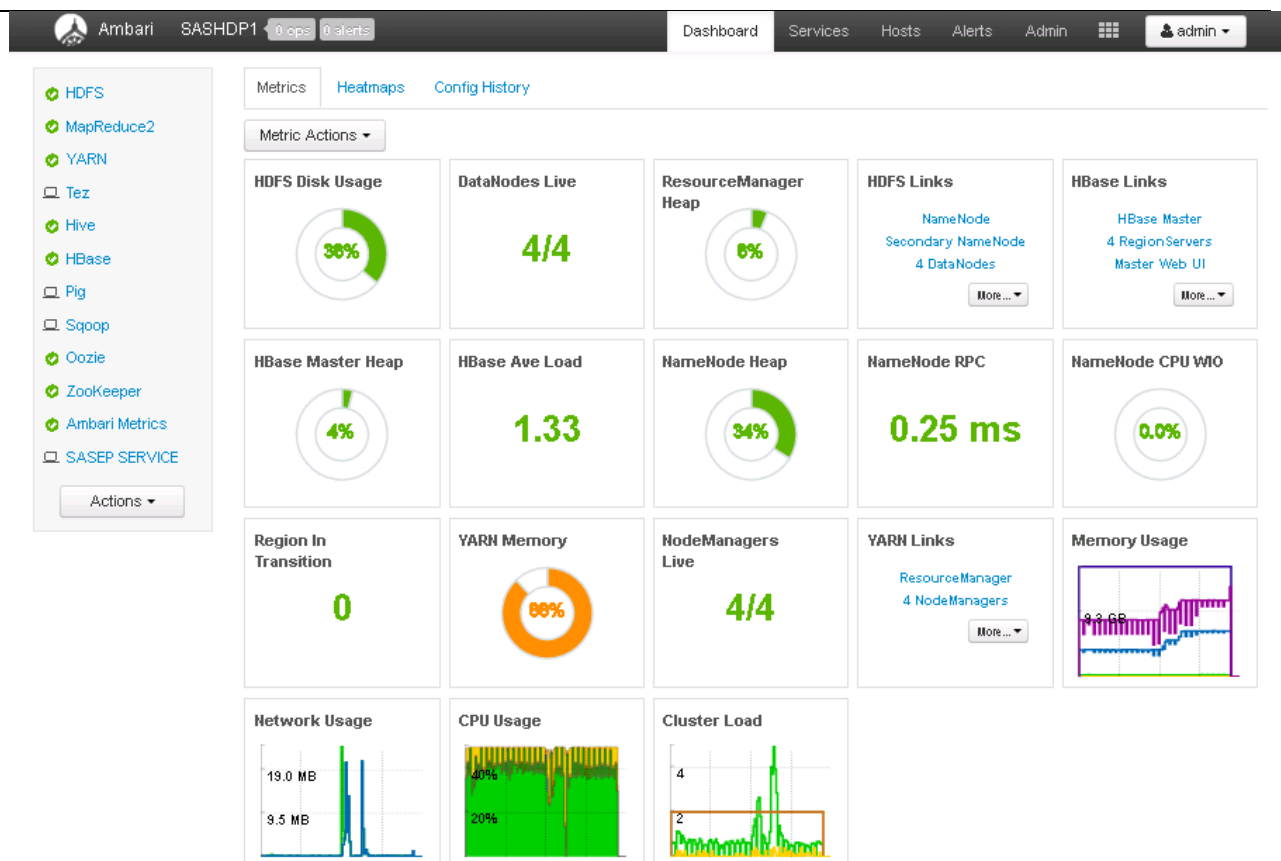 Ambari SASHDP1 0 ops 0 alerts Dashboard Services Hosts Alerts Admin admin
HDFS
MapReduce2
YARN
Tez
Hive
HBase
Pig
Sqoop
Oozie
ZooKeeper
Ambari Metrics
SASEP SERVICE
Actions
Metrics Heatmaps Config History
Metric Actions
HDFS Disk Usage
DataNodes Live
4/4
ResourceManager
Heap
HDFS Links
NameNode
Secondary NameNode
4 DataNodes
More...
HBase Links
HBase Master
4 RegionServers
Master Web UI
More...
HBase Master Heap
4%
HBase Ave Load
1.33
NameNode Heap
34%
NameNode RPC
0.25 ms
NameNode CPU WIO
0.0%
Region In
Transition
0
YARN Memory
NodeManagers
Live
4/4
YARN Links
ResourceManager
4 NodeManagers
More...
Memory Usage
9.3 GB
Network Usage
19.0 MB
9.5 MB
CPU Usage
40%
20%
Cluster Load
4
2